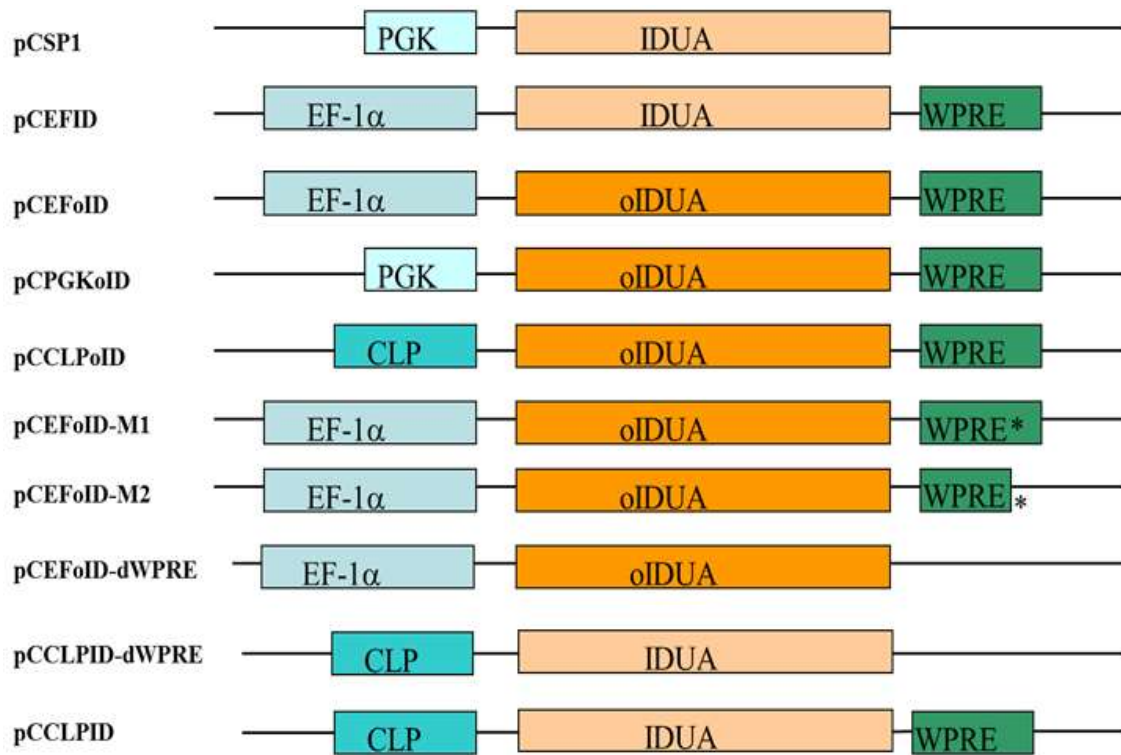 pCSP1 PGK IDUA
pCEFID EF-1α IDUA WPRE
pCEFoID EF-1α oIDUA WPRE
pCPGKoID PGK oIDUA WPRE
pCCLPoID CLP oIDUA WPRE
pCEFoID-M1 EF-1α oIDUA WPRE*
pCEFoID-M2 EF-1α oIDUA WPRE *
pCEFoID-dWPRE EF-1α oIDUA
pCCLPID-dWPRE CLP IDUA
pCCLPID CLP IDUA WPRE